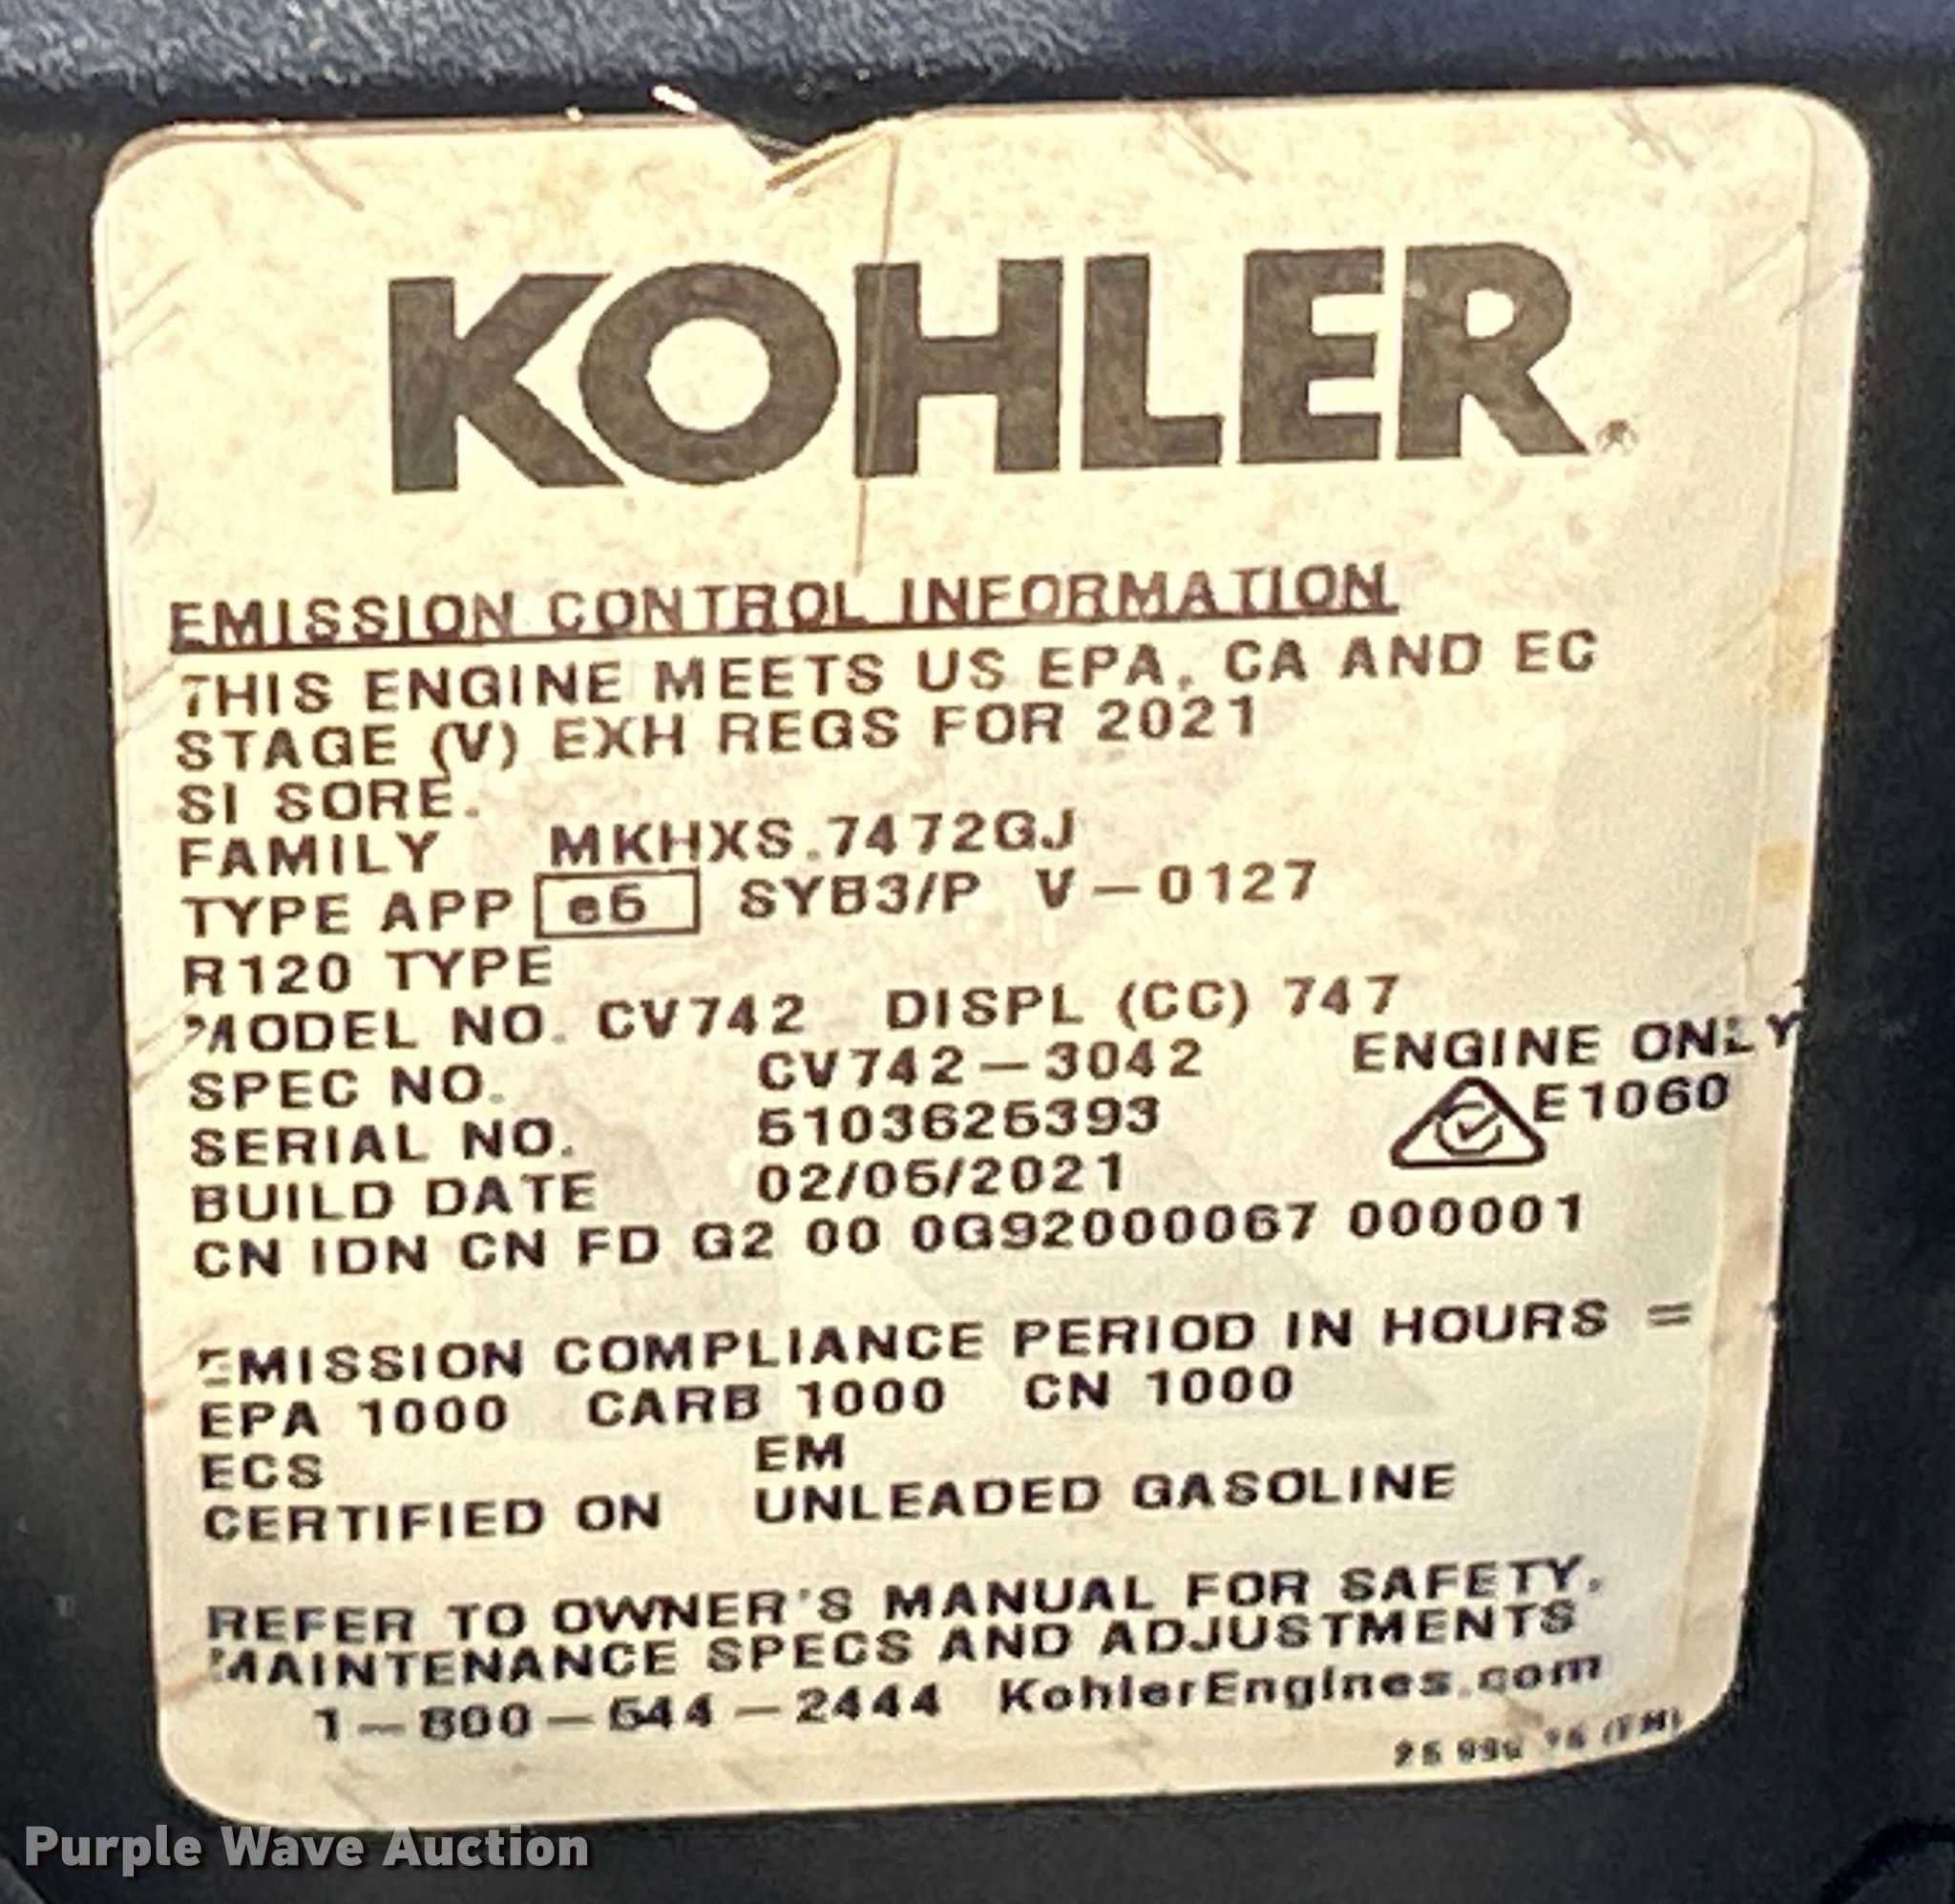 KOHLER®
EMISSION CONTROL INFORMATION
THIS ENGINE MEETS US EPA, CA AND EC
STAGE (V) EXH REGS FOR 2021
SI SORE.
FAMILY MKHXS.7472GJ
TYPE APP e5 SYB3/P V-0127
R120 TYPE
MODEL NO. CV742 DISPL (CC) 747
SPEC NO. CV742-3042 ENGINE ONLY
SERIAL NO. 5103625393 E1060
BUILD DATE 02/05/2021
CN IDN CN FD G2 00 0G92000067 000001
EMISSION COMPLIANCE PERIOD IN HOURS =
EPA 1000 CARB 1000 CN 1000
ECS EM
CERTIFIED ON UNLEADED GASOLINE
REFER TO OWNER'S MANUAL FOR SAFETY,
MAINTENANCE SPECS AND ADJUSTMENTS
1-800-544-2444 KohlerEngines.com
Purple Wave Auction